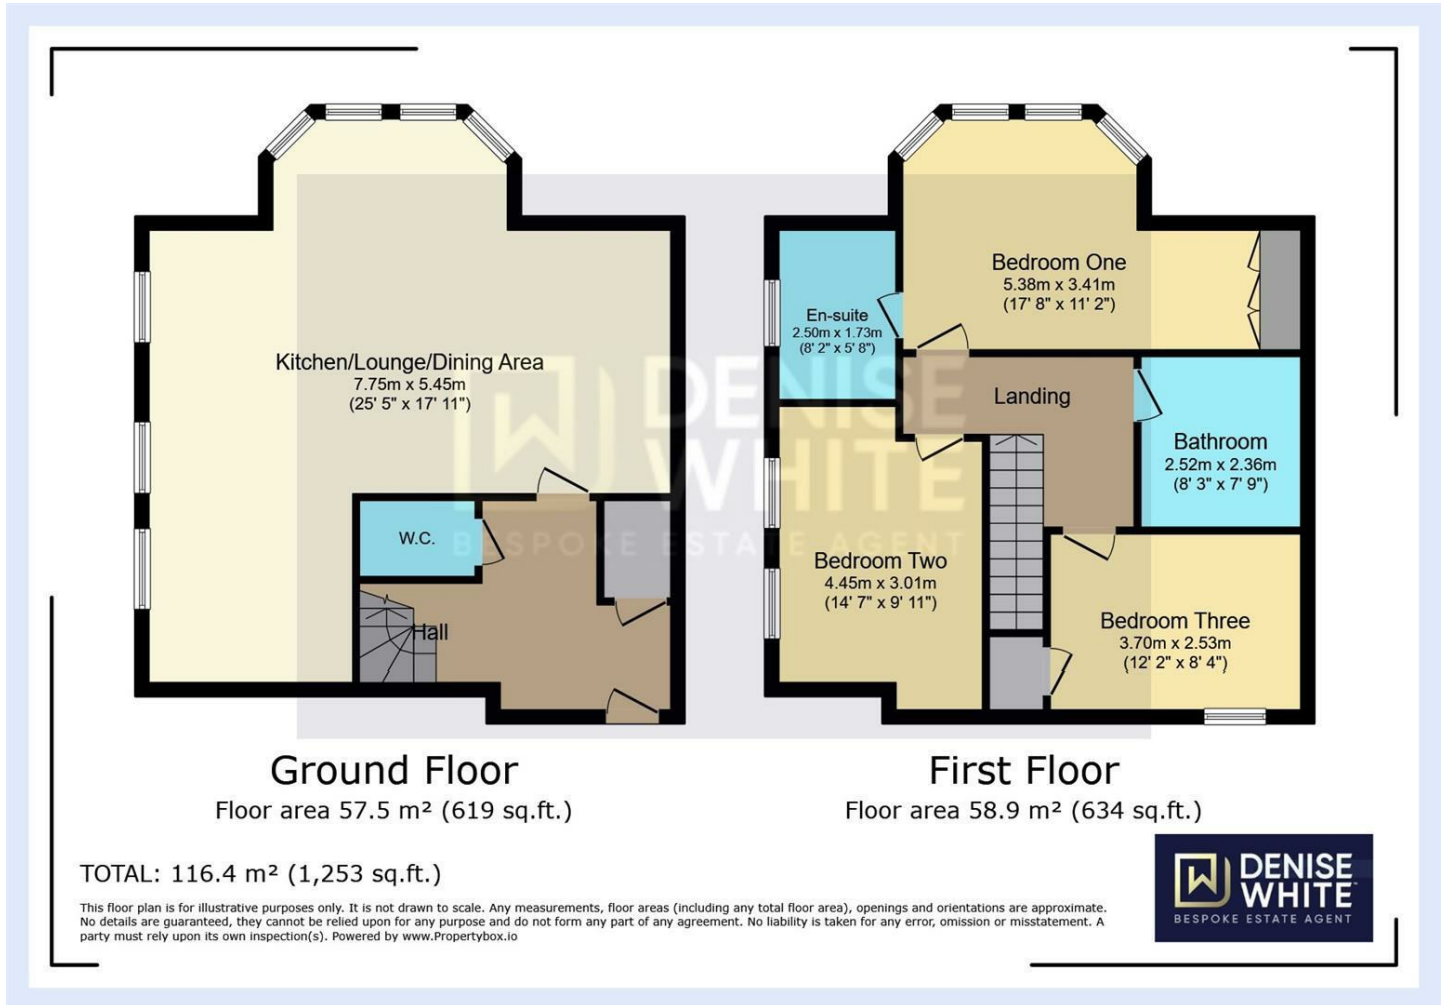 Kitchen/Lounge/Dining Area
7.75m x 5.45m
(25' 5" x 17' 11")
W.C.
Hall
Bedroom One
5.38m x 3.41m
(17' 8" x 11' 2")
En-suite
2.50m x 1.73m
(8' 2" x 5' 8")
Landing
Bathroom
2.52m x 2.36m
(8' 3" x 7' 9")
Bedroom Two
4.45m x 3.01m
(14' 7" x 9' 11")
Bedroom Three
3.70m x 2.53m
(12' 2" x 8' 4")
DENISE
WHITE
BESPOKE ESTATE AGENT
Ground Floor
Floor area 57.5 m² (619 sq.ft.)
First Floor
Floor area 58.9 m² (634 sq.ft.)
TOTAL: 116.4 m² (1,253 sq.ft.)
This floor plan is for illustrative purposes only. It is not drawn to scale. Any measurements, floor areas (including any total floor area), openings and orientations are approximate.
No details are guaranteed, they cannot be relied upon for any purpose and do not form any part of any agreement. No liability is taken for any error, omission or misstatement. A
party must rely upon its own inspection(s). Powered by www.Propertybox.io
DENISE
WHITE
BESPOKE ESTATE AGENT